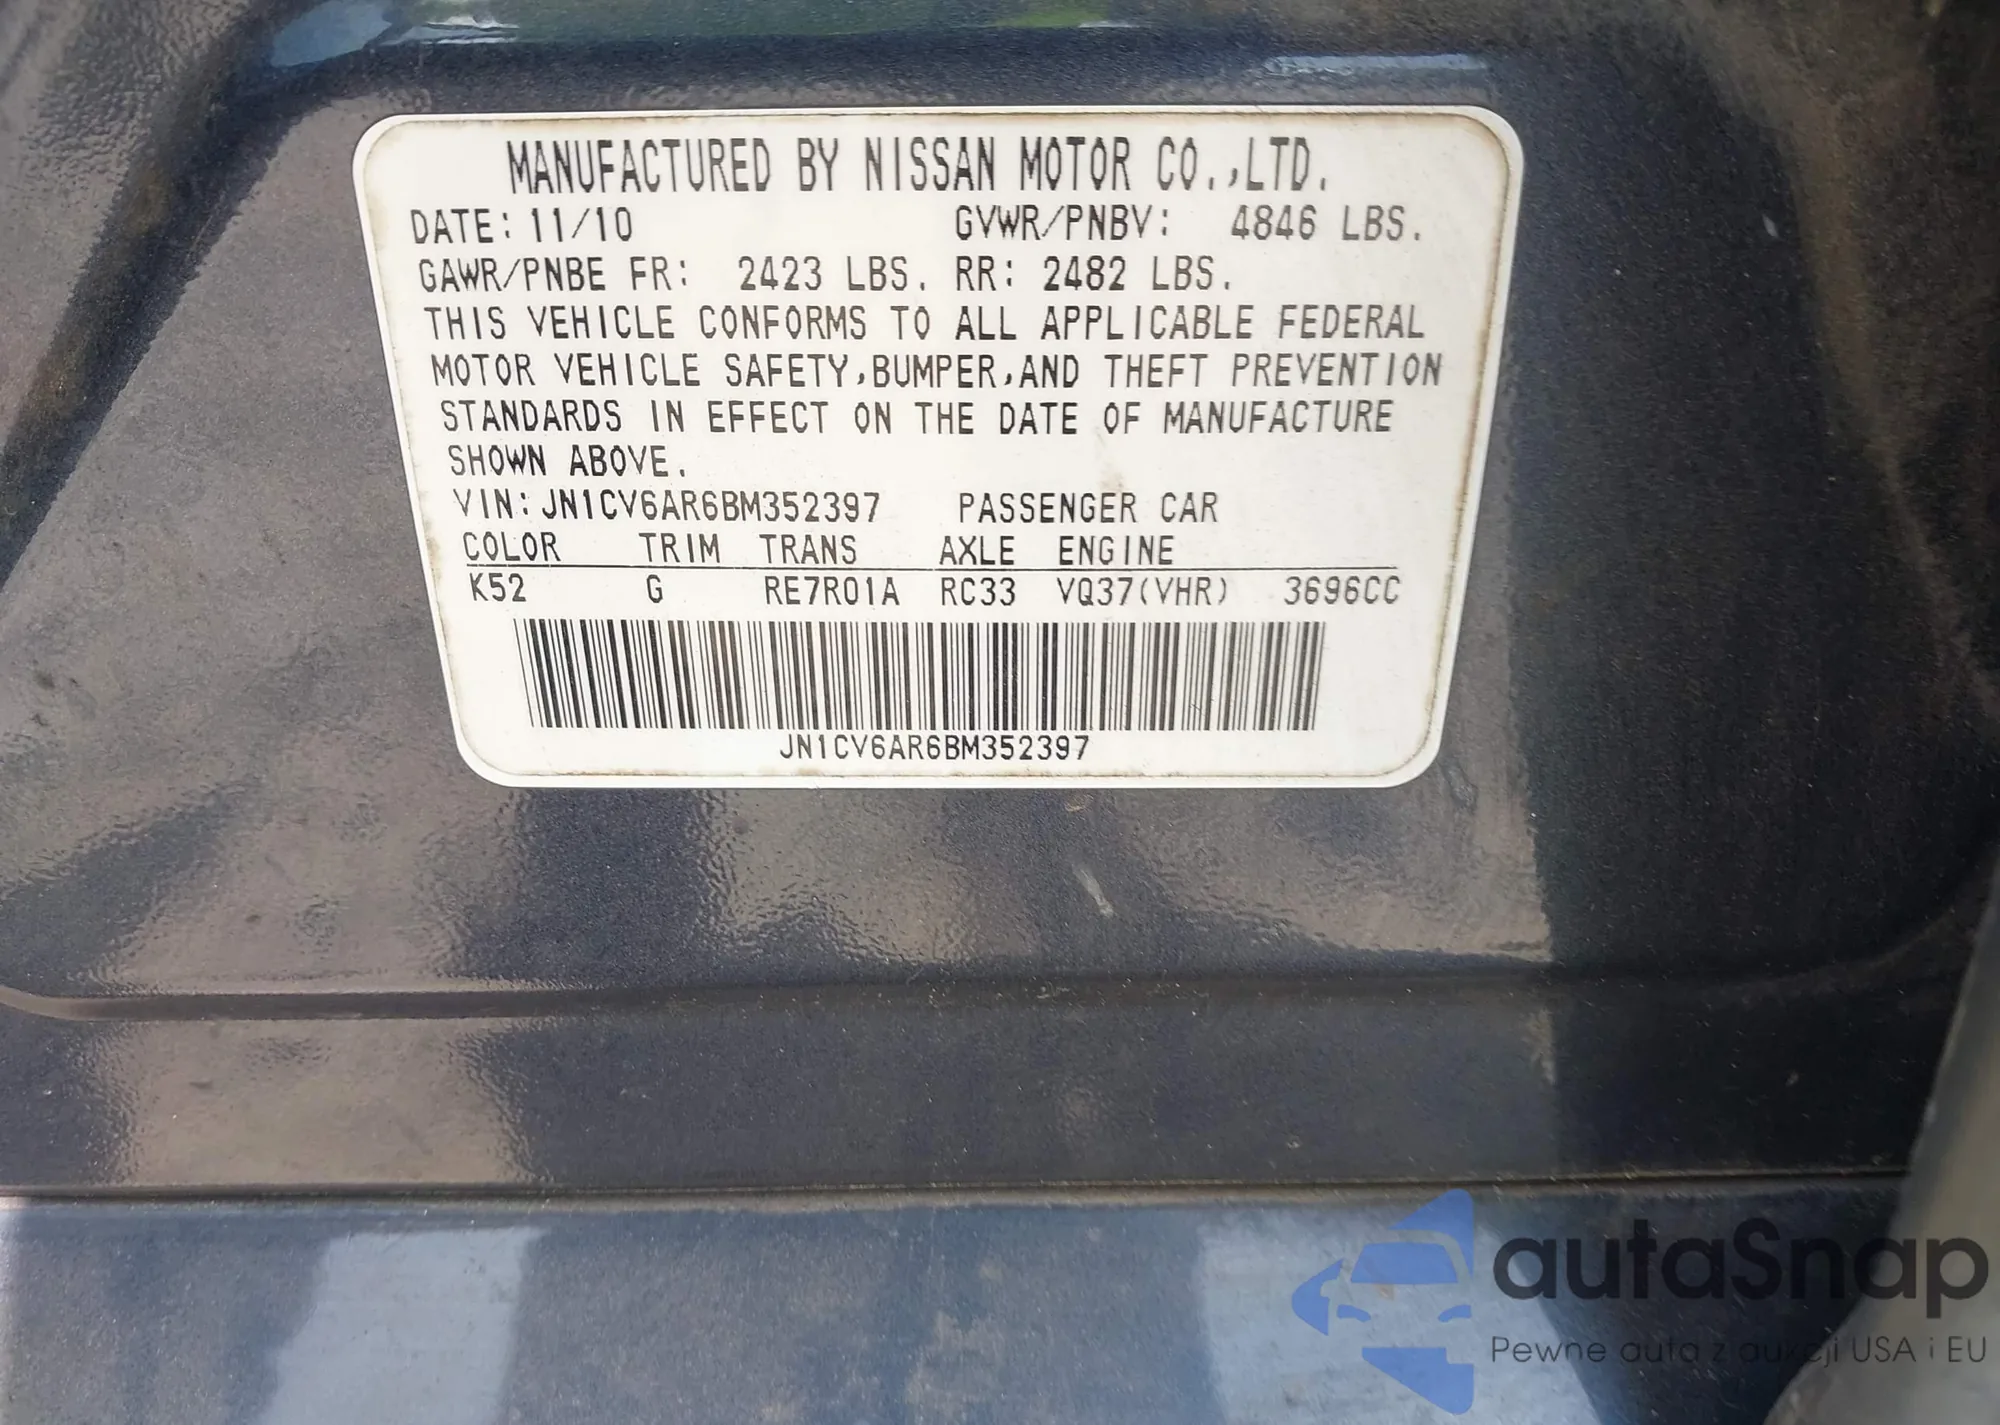 MANUFACTURED BY NISSAN MOTOR CO.,LTD.
DATE: 11/10 GVWR/PNBV: 4846 LBS.
GAWR/PNBE FR: 2423 LBS. RR: 2482 LBS.
THIS VEHICLE CONFORMS TO ALL APPLICABLE FEDERAL
MOTOR VEHICLE SAFETY,BUMPER,AND THEFT PREVENTION
STANDARDS IN EFFECT ON THE DATE OF MANUFACTURE
SHOWN ABOVE.
VIN: JN1CV6AR6BM352397 PASSENGER CAR
COLOR TRIM TRANS AXLE ENGINE
K52 G RE7R01A RC33 VQ37(VHR) 3696CC
JN1CV6AR6BM352397
autaSnap
Pewne auta z aukcji USA i EU